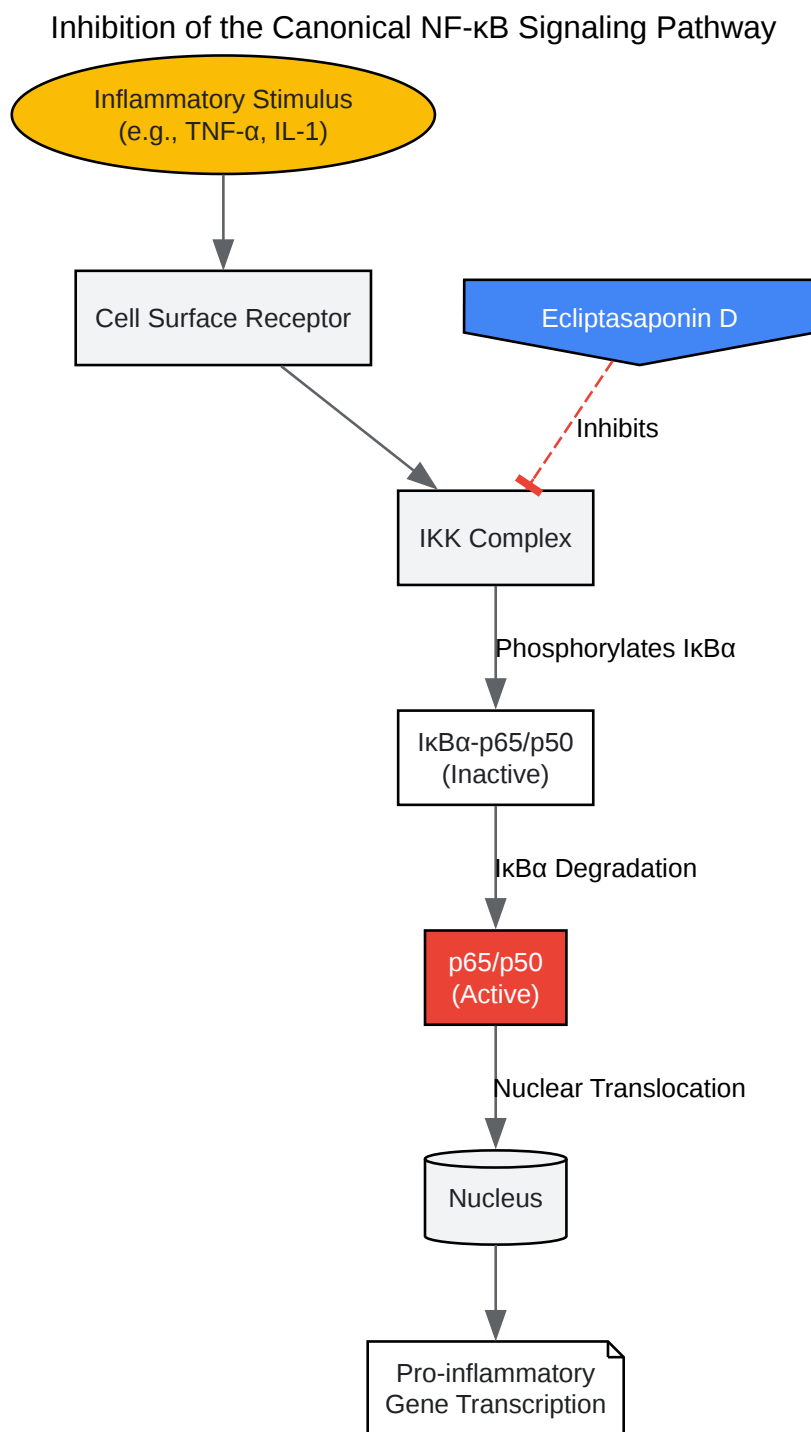 Inhibition of the Canonical NF-κB Signaling Pathway
Inflammatory Stimulus
(e.g., TNF-α, IL-1)
Cell Surface Receptor
Ecliptasaponin D
Inhibits
IKK Complex
Phosphorylates IκBα
IκBα-p65/p50
(Inactive)
IκBα Degradation
p65/p50
(Active)
Nuclear Translocation
Nucleus
Pro-inflammatory
Gene Transcription